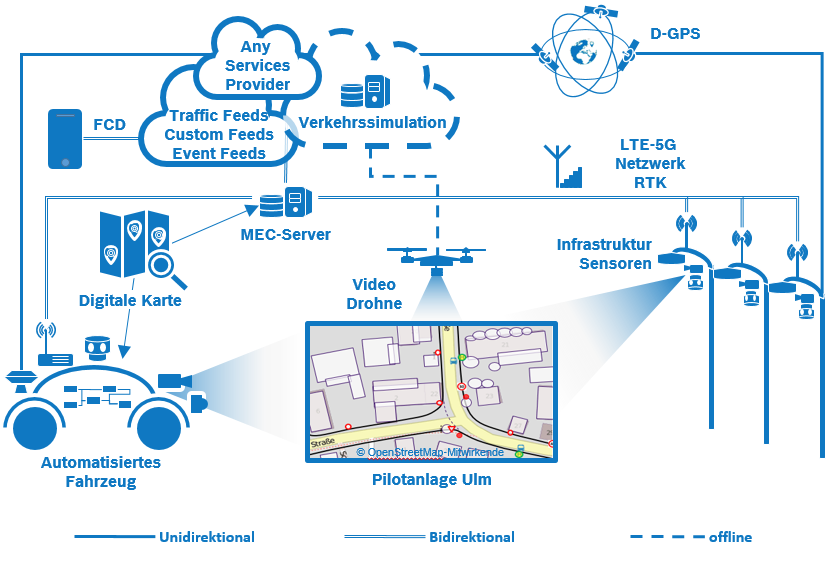 Any
Services
Provider
D-GPS
FCD
Traffic Feeds
Custom Feeds
Event Feeds
Verkehrssimulation
LTE-5G
Netzwerk
RTK
MEC-Server
Infrastruktur
Sensoren
Digitale Karte
Video
Drohne
Straße
© OpenStreetMap-Mitwirkende
Automatisiertes
Fahrzeug
Pilotanlage Ulm
Unidirektional
Bidirektional
offline